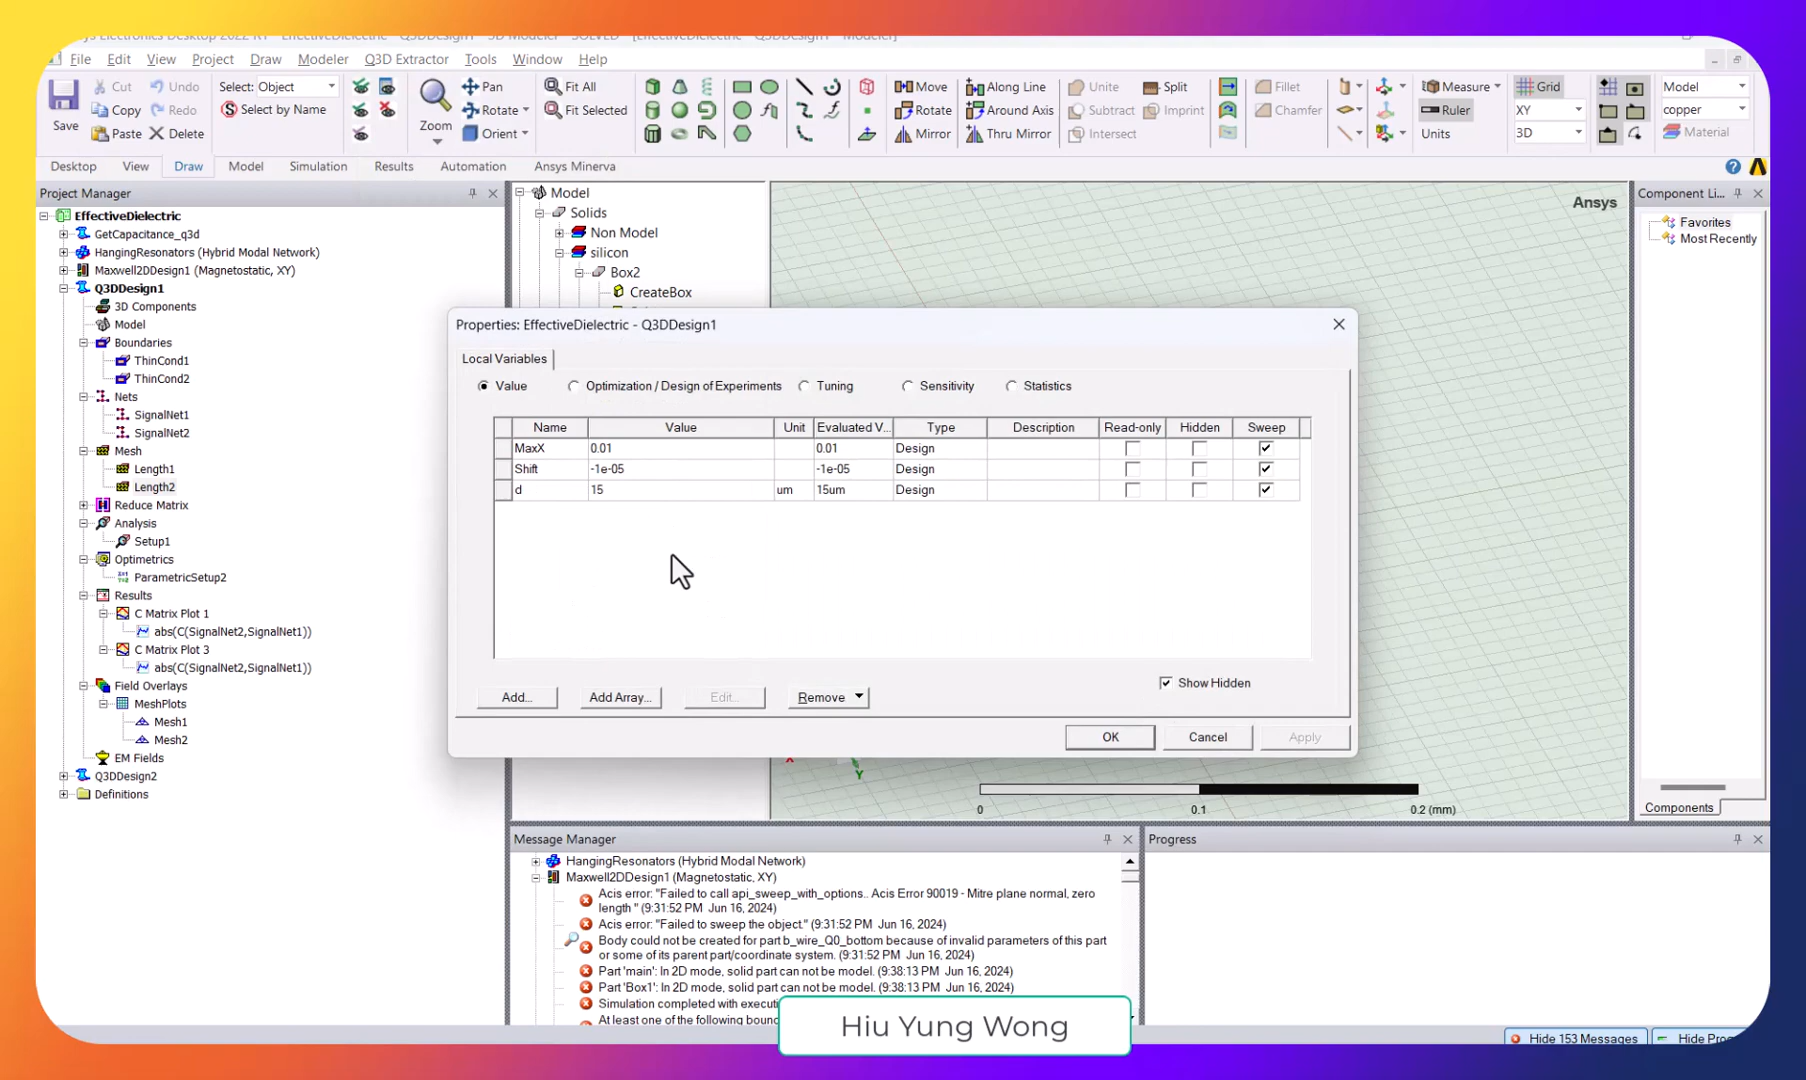 Ansys Electronics Desktop 2022 R1 - EffectiveDielectric - Q3DDesign1 - 3D Modeler - SOLVED - [EffectiveDielectric - Q3DDesign1 - Modeler]
File Edit View Project Draw Modeler Q3D Extractor Tools Window Help
Save
Cut
Undo
Copy
Redo
Paste
Delete
Select: Object
Select by Name
Zoom
Pan
Rotate
Orient
Fit All
Fit Selected
Move
Rotate
Mirror
Along Line
Around Axis
Thru Mirror
Unite
Subtract
Intersect
Split
Imprint
Fillet
Chamfer
Measure
Ruler
Units
Grid
XY
3D
Model
copper
Material
Desktop View Draw Model Simulation Results Automation Ansys Minerva
Project Manager
EffectiveDielectric
GetCapacitance_q3d
HangingResonators (Hybrid Modal Network)
Maxwell2DDesign1 (Magnetostatic, XY)
Q3DDesign1
3D Components
Model
Boundaries
ThinCond1
ThinCond2
Nets
SignalNet1
SignalNet2
Mesh
Length1
Length2
Reduce Matrix
Analysis
Setup1
Optimetrics
ParametricSetup2
Results
C Matrix Plot 1
abs(C(SignalNet2,SignalNet1))
C Matrix Plot 3
abs(C(SignalNet2,SignalNet1))
Field Overlays
MeshPlots
Mesh1
Mesh2
EM Fields
Q3DDesign2
Definitions
Model
Solids
Non Model
silicon
Box2
CreateBox
Ansys
Component Li...
Favorites
Most Recently
Components
Properties: EffectiveDielectric - Q3DDesign1
Local Variables
Value Optimization / Design of Experiments Tuning Sensitivity Statistics
Name Value Unit Evaluated V... Type Description Read-only Hidden Sweep
MaxX 0.01 0.01 Design
Shift -1e-05 -1e-05 Design
d 15 um 15um Design
Show Hidden
Add... Add Array... Edit... Remove
OK Cancel Apply
X
Y
0 0.1 0.2 (mm)
Message Manager
HangingResonators (Hybrid Modal Network)
Maxwell2DDesign1 (Magnetostatic, XY)
Acis error: "Failed to call api_sweep_with_options.. Acis Error 90019 - Mitre plane normal, zero
length " (9:31:52 PM Jun 16, 2024)
Acis error: "Failed to sweep the object." (9:31:52 PM Jun 16, 2024)
Body could not be created for part b_wire_Q0_bottom because of invalid parameters of this part
or some of its parent part/coordinate system. (9:31:52 PM Jun 16, 2024)
Part 'main': In 2D mode, solid part can not be model. (9:38:13 PM Jun 16, 2024)
Part 'Box1': In 2D mode, solid part can not be model. (9:38:13 PM Jun 16, 2024)
Simulation completed with executi
At least one of the following boun
Progress
Hiu Yung Wong
Hide 153 Messages
Hide Pro